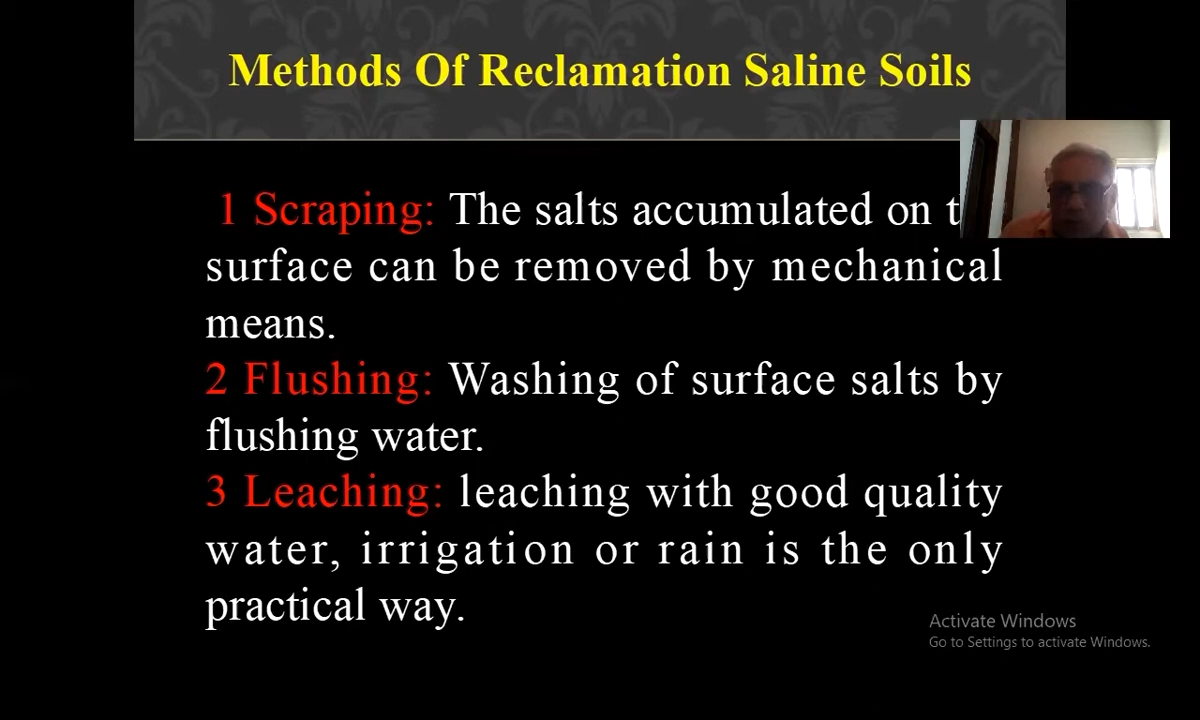 Methods Of Reclamation Saline Soils
1 Scraping: The salts accumulated on
surface can be removed by mechanical
means.
2 Flushing: Washing of surface salts by
flushing water.
3 Leaching: leaching with good quality
water, irrigation or rain is the only
practical way.
Activate Windows
Go to Settings to activate Windows.